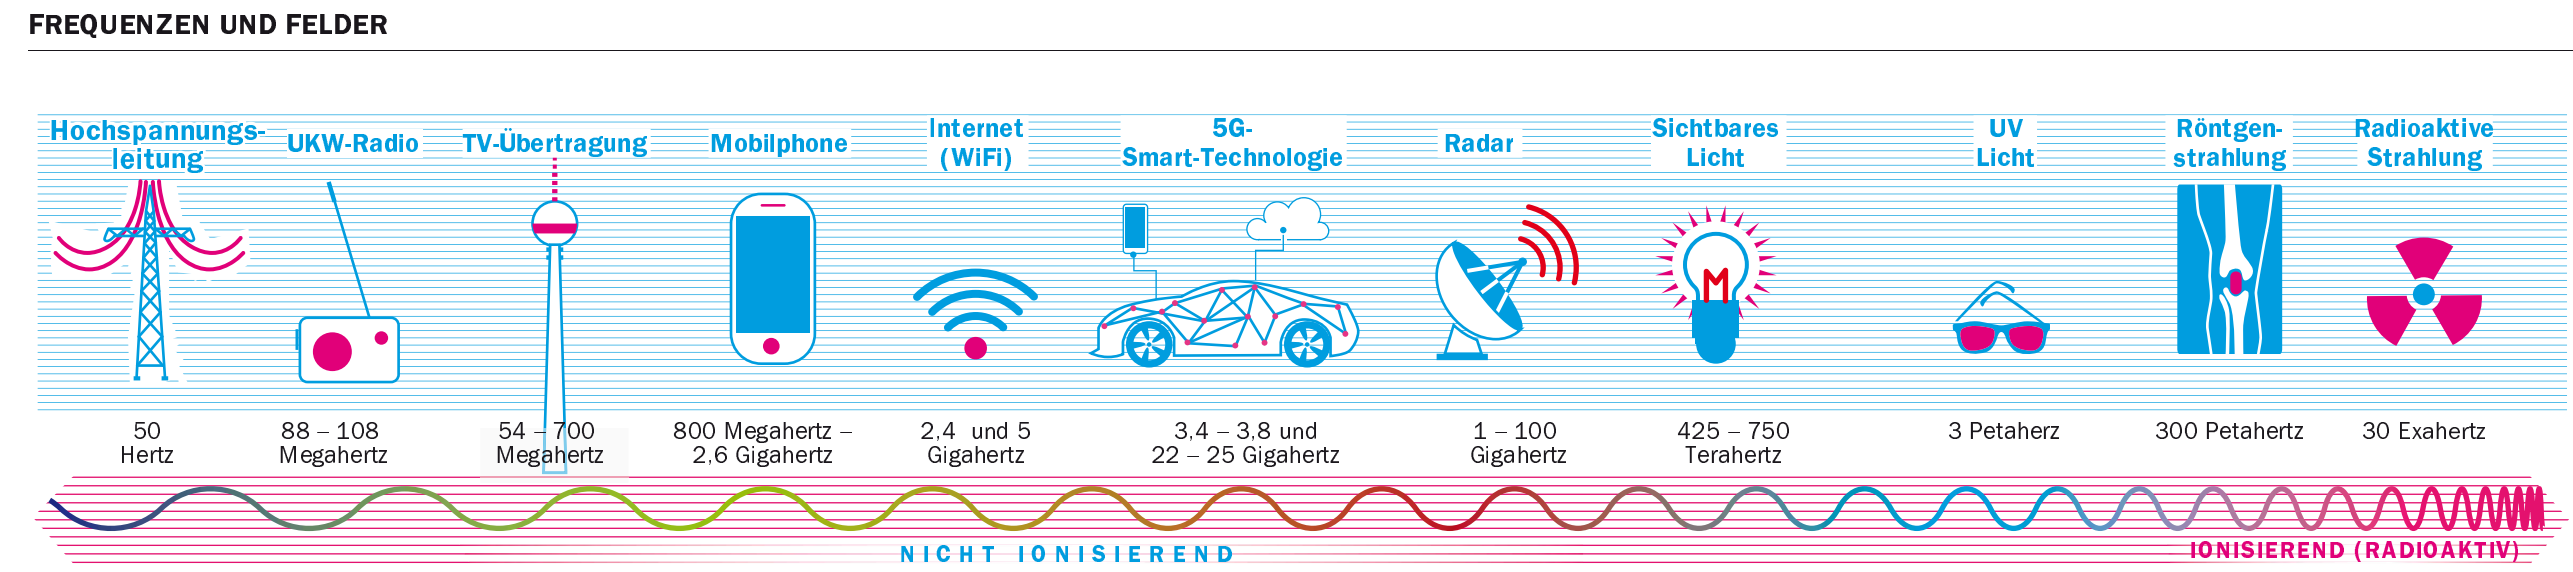 FREQUENZEN UND FELDER
Hochspannungs-
leitung
UKW-Radio
TV-Übertragung
Mobilphone
Internet
(WiFi)
5G-
Smart-Technologie
Radar
Sichtbares
Licht
UV
Licht
Röntgen-
strahlung
Radioaktive
Strahlung
50
Hertz
88 – 108
Megahertz
54 – 700
Megahertz
800 Megahertz –
2,6 Gigahertz
2,4 und 5
Gigahertz
3,4 – 3,8 und
22 – 25 Gigahertz
1 – 100
Gigahertz
425 – 750
Terahertz
3 Petaherz
300 Petahertz
30 Exahertz
NICHT IONISIEREND
IONISIEREND (RADIOAKTIV)